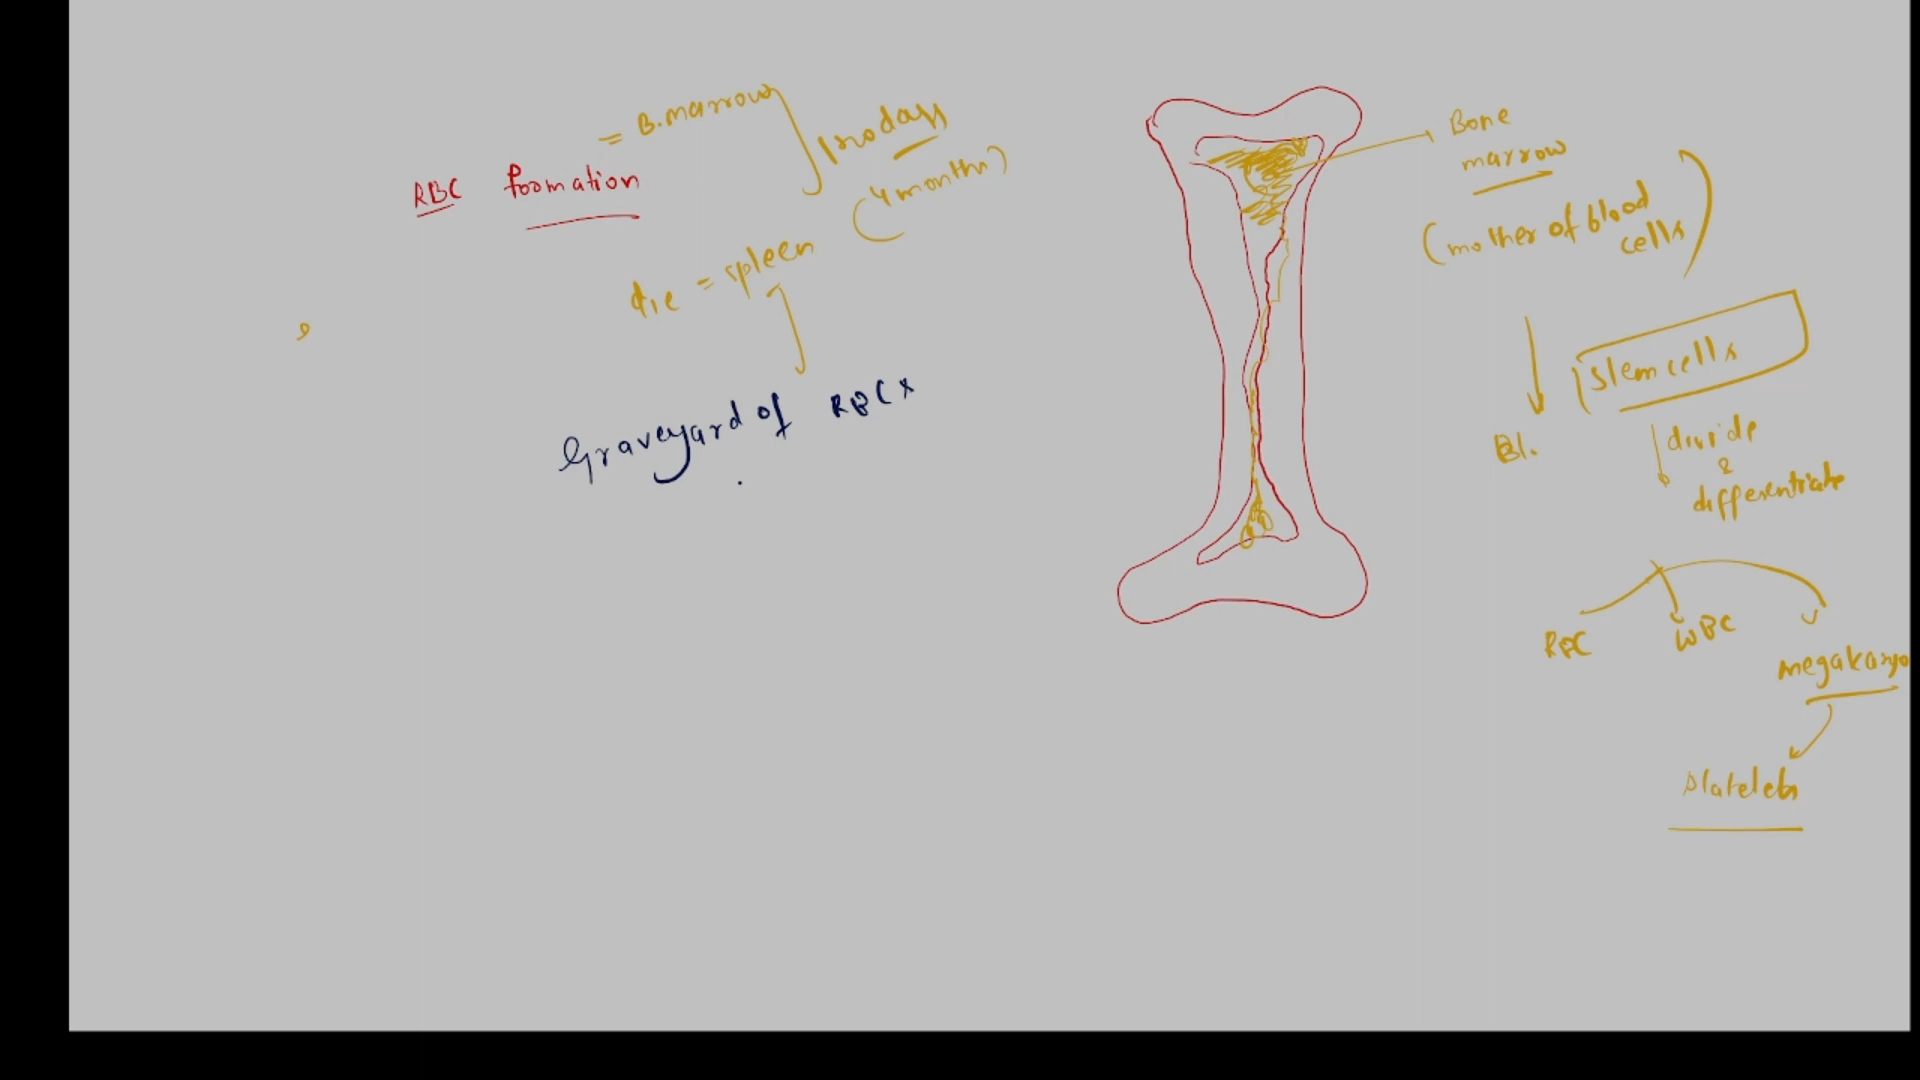 RBC formation
= B.marrow
120 days
(4 months)
die = spleen
Graveyard of RBCs
Bone
marrow
(mother of blood
cells)
Stem cells
Bl.
divide
&
differentiate
RBC
WBC
megakaryo
platelets